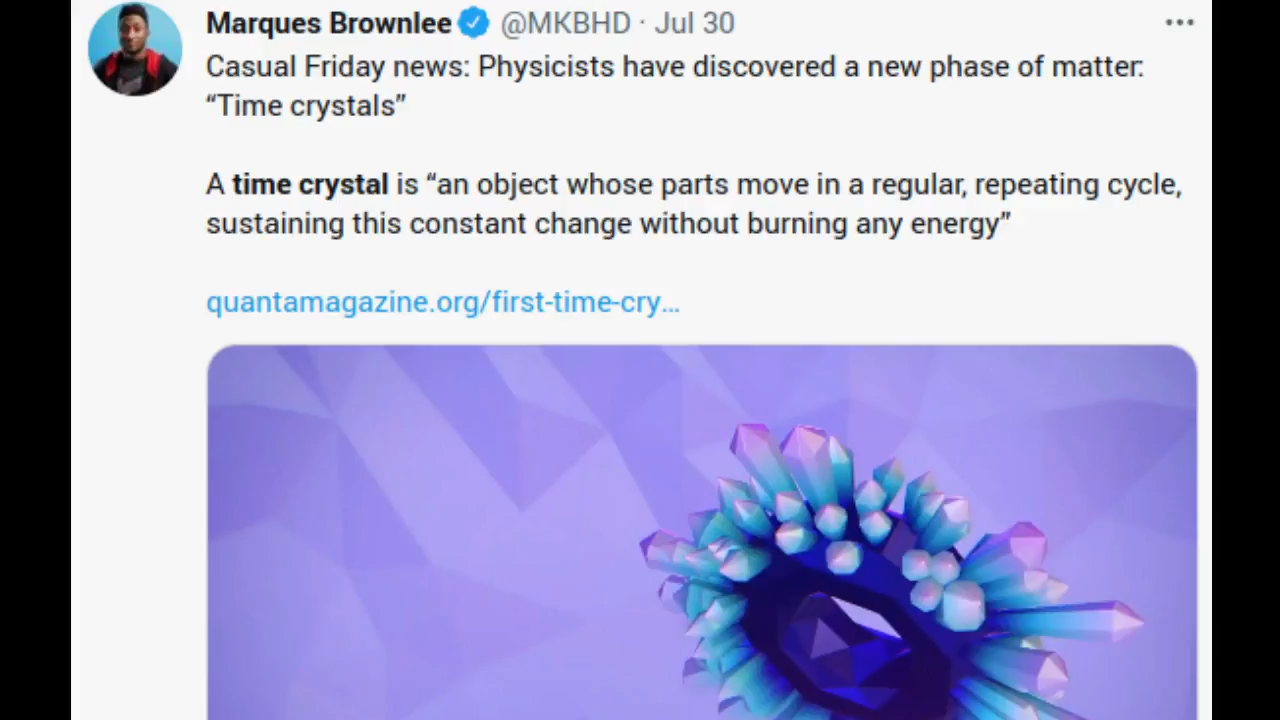 Marques Brownlee @MKBHD · Jul 30
Casual Friday news: Physicists have discovered a new phase of matter:
“Time crystals”
A time crystal is “an object whose parts move in a regular, repeating cycle,
sustaining this constant change without burning any energy”
quantamagazine.org/first-time-cry…